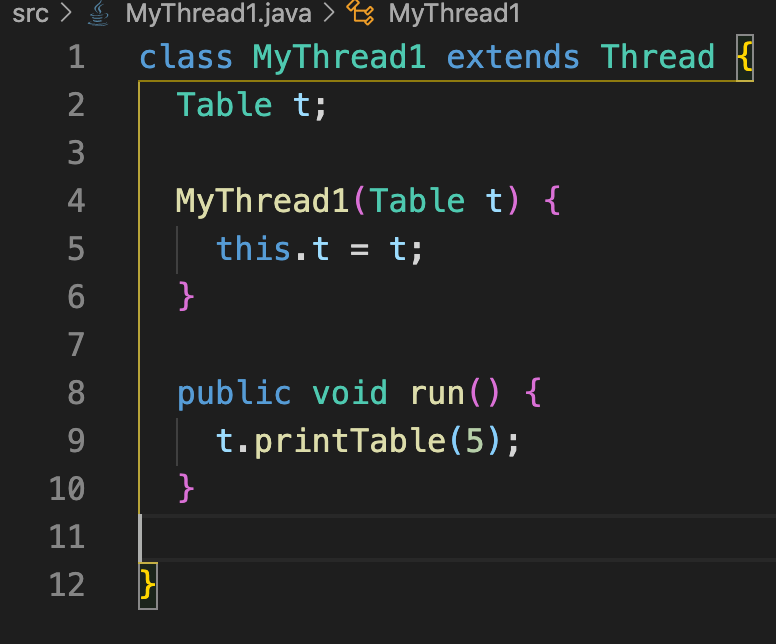 src > MyThread1.java > MyThread1
1 class MyThread1 extends Thread {
2 Table t;
3
4 MyThread1(Table t) {
5 this.t = t;
6 }
7
8 public void run() {
9 t.printTable(5);
10 }
11
12 }